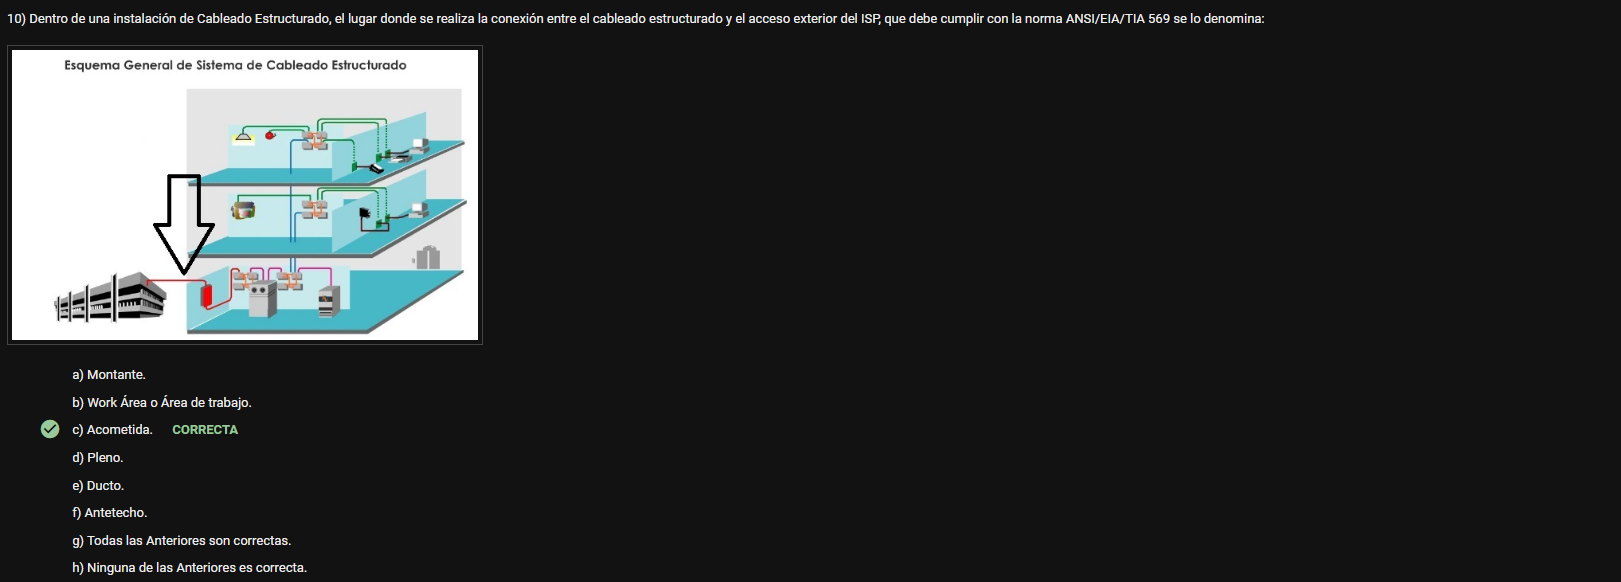 10) Dentro de una instalación de Cableado Estructurado, el lugar donde se realiza la conexión entre el cableado estructurado y el acceso exterior del ISP, que debe cumplir con la norma ANSI/EIA/TIA 569 se lo denomina:
Esquema General de Sistema de Cableado Estructurado
a) Montante.
b) Work Área o Área de trabajo.
c) Acometida. CORRECTA
d) Pleno.
e) Ducto.
f) Antetecho.
g) Todas las Anteriores son correctas.
h) Ninguna de las Anteriores es correcta.